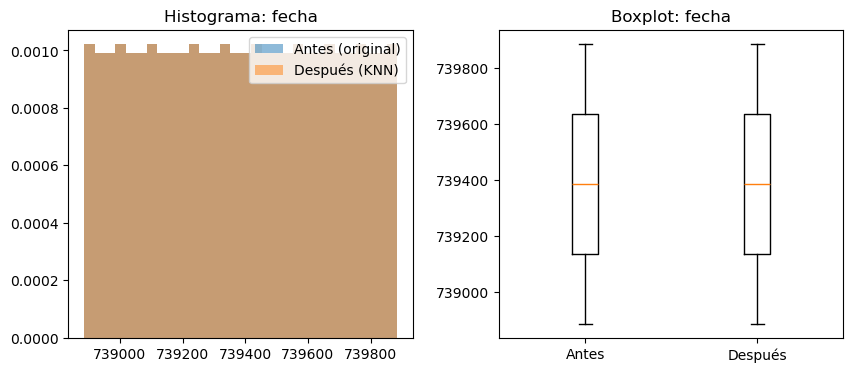 Histograma: fecha
0.0010
0.0008
0.0006
0.0004
0.0002
0.0000
739000 739200 739400 739600 739800
Antes (original)
Después (KNN)
Boxplot: fecha
739800
739600
739400
739200
739000
Antes Después